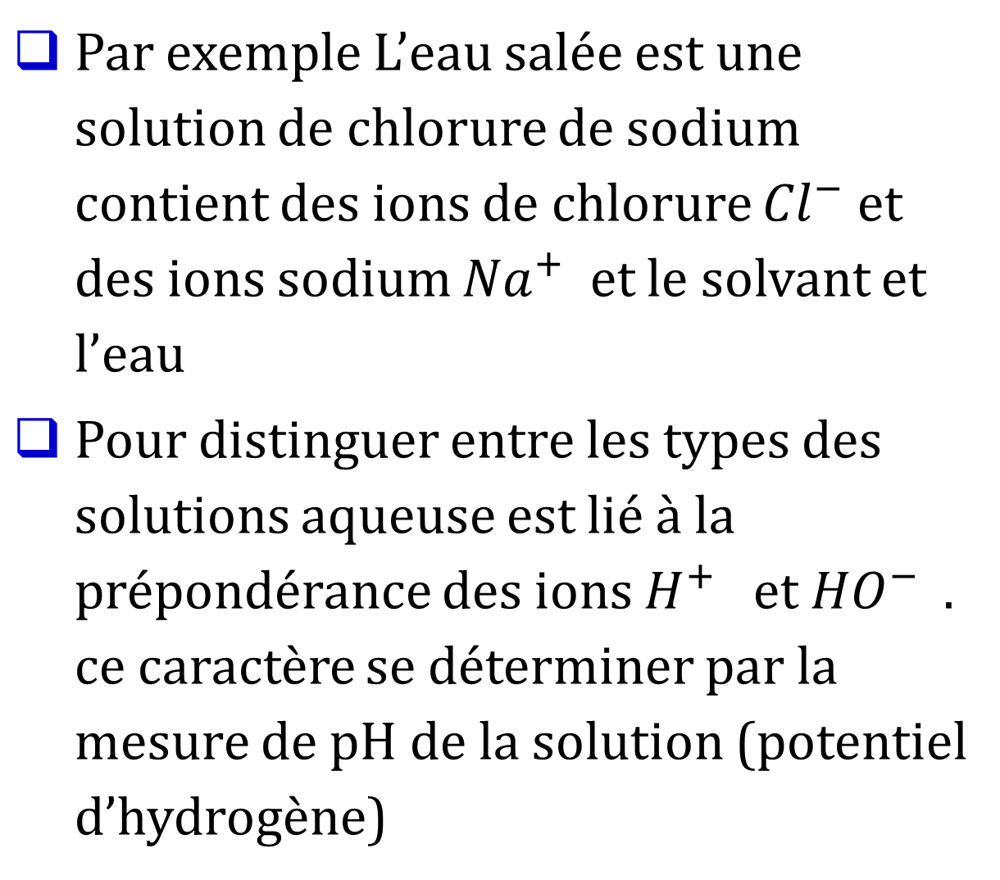 ❑ Par exemple L’eau salée est une
solution de chlorure de sodium
contient des ions de chlorure Cl⁻ et
des ions sodium Na⁺ et le solvant et
l’eau
❑ Pour distinguer entre les types des
solutions aqueuse est lié à la
prépondérance des ions H⁺ et HO⁻ .
ce caractère se déterminer par la
mesure de pH de la solution (potentiel
d’hydrogène)